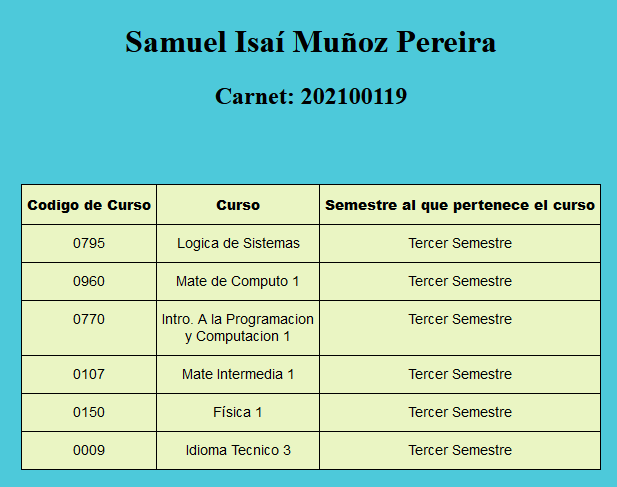 Samuel Isaí Muñoz Pereira
Carnet: 202100119
Codigo de Curso Curso Semestre al que pertenece el curso
0795 Logica de Sistemas Tercer Semestre
0960 Mate de Computo 1 Tercer Semestre
0770 Intro. A la Programacion Tercer Semestre
y Computacion 1
0107 Mate Intermedia 1 Tercer Semestre
0150 Física 1 Tercer Semestre
0009 Idioma Tecnico 3 Tercer Semestre